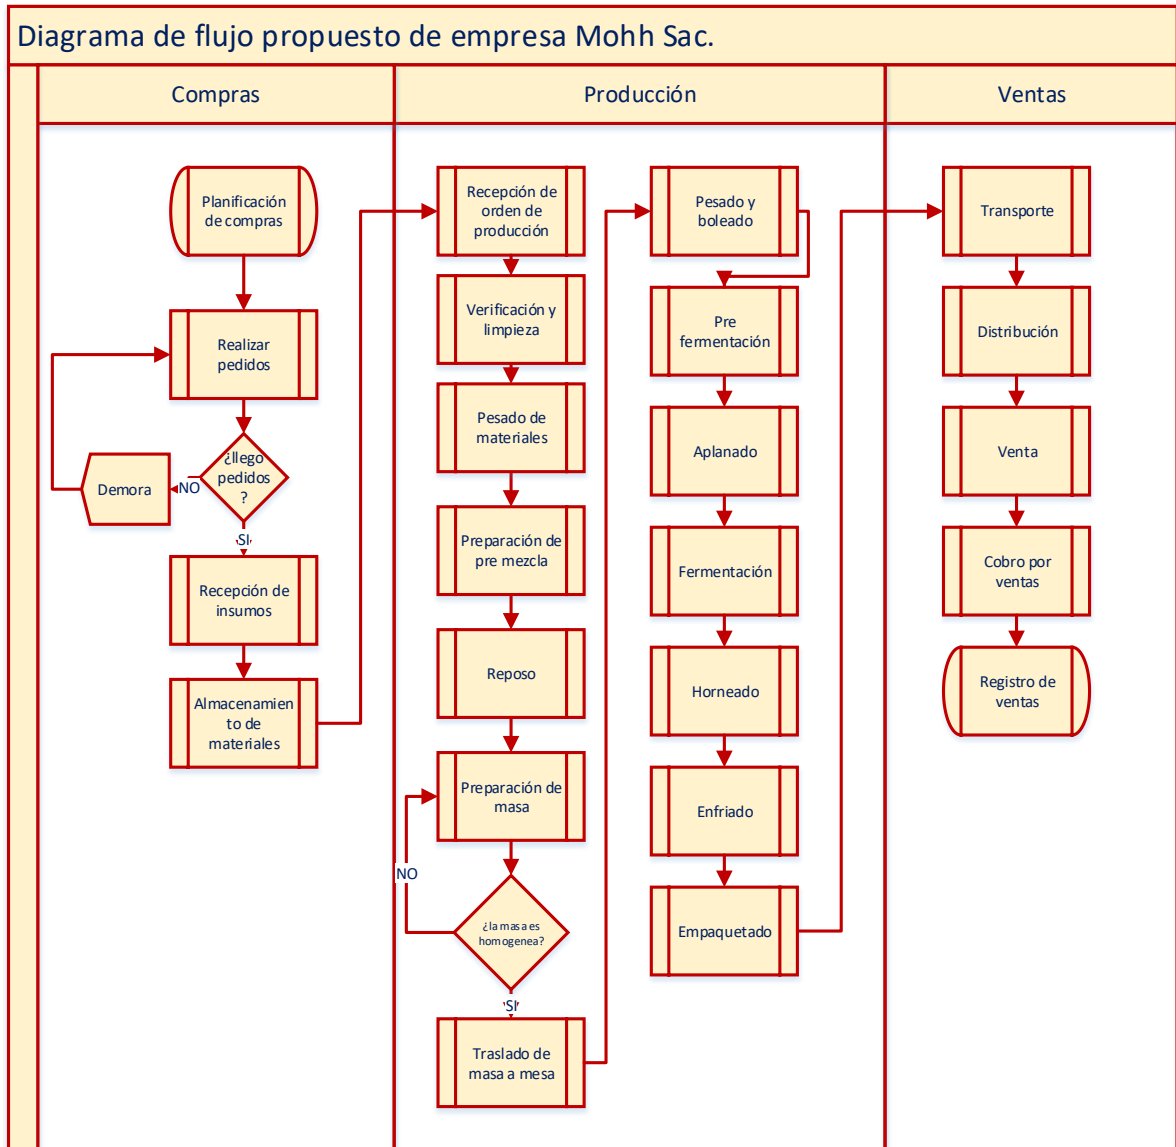 Diagrama de flujo propuesto de empresa Mohh Sac.
Compras
Producción
Ventas
Planificación
de compras
Realizar
pedidos
¿llego
pedidos
?
NO
Demora
SI
Recepción de
insumos
Almacenamien
to de
materiales
Recepción de
orden de
producción
Verificación y
limpieza
Pesado de
materiales
Preparación de
pre mezcla
Reposo
Preparación de
masa
NO
¿la masa es
homogenea?
SI
Traslado de
masa a mesa
Pesado y
boleado
Pre
fermentación
Aplanado
Fermentación
Horneado
Enfriado
Empaquetado
Transporte
Distribución
Venta
Cobro por
ventas
Registro de
ventas